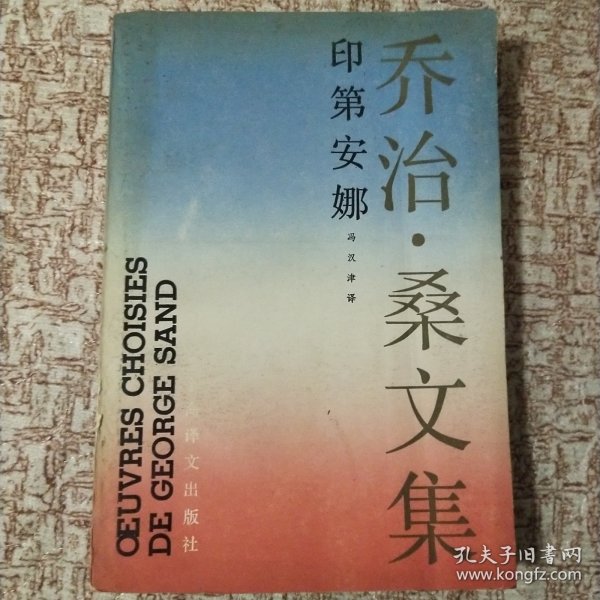 乔治·桑文集
印第安娜
冯汉津译
ŒUVRES CHOISIES
DE GEORGE SAND
译文出版社
孔夫子旧书网
www.kongfz.com